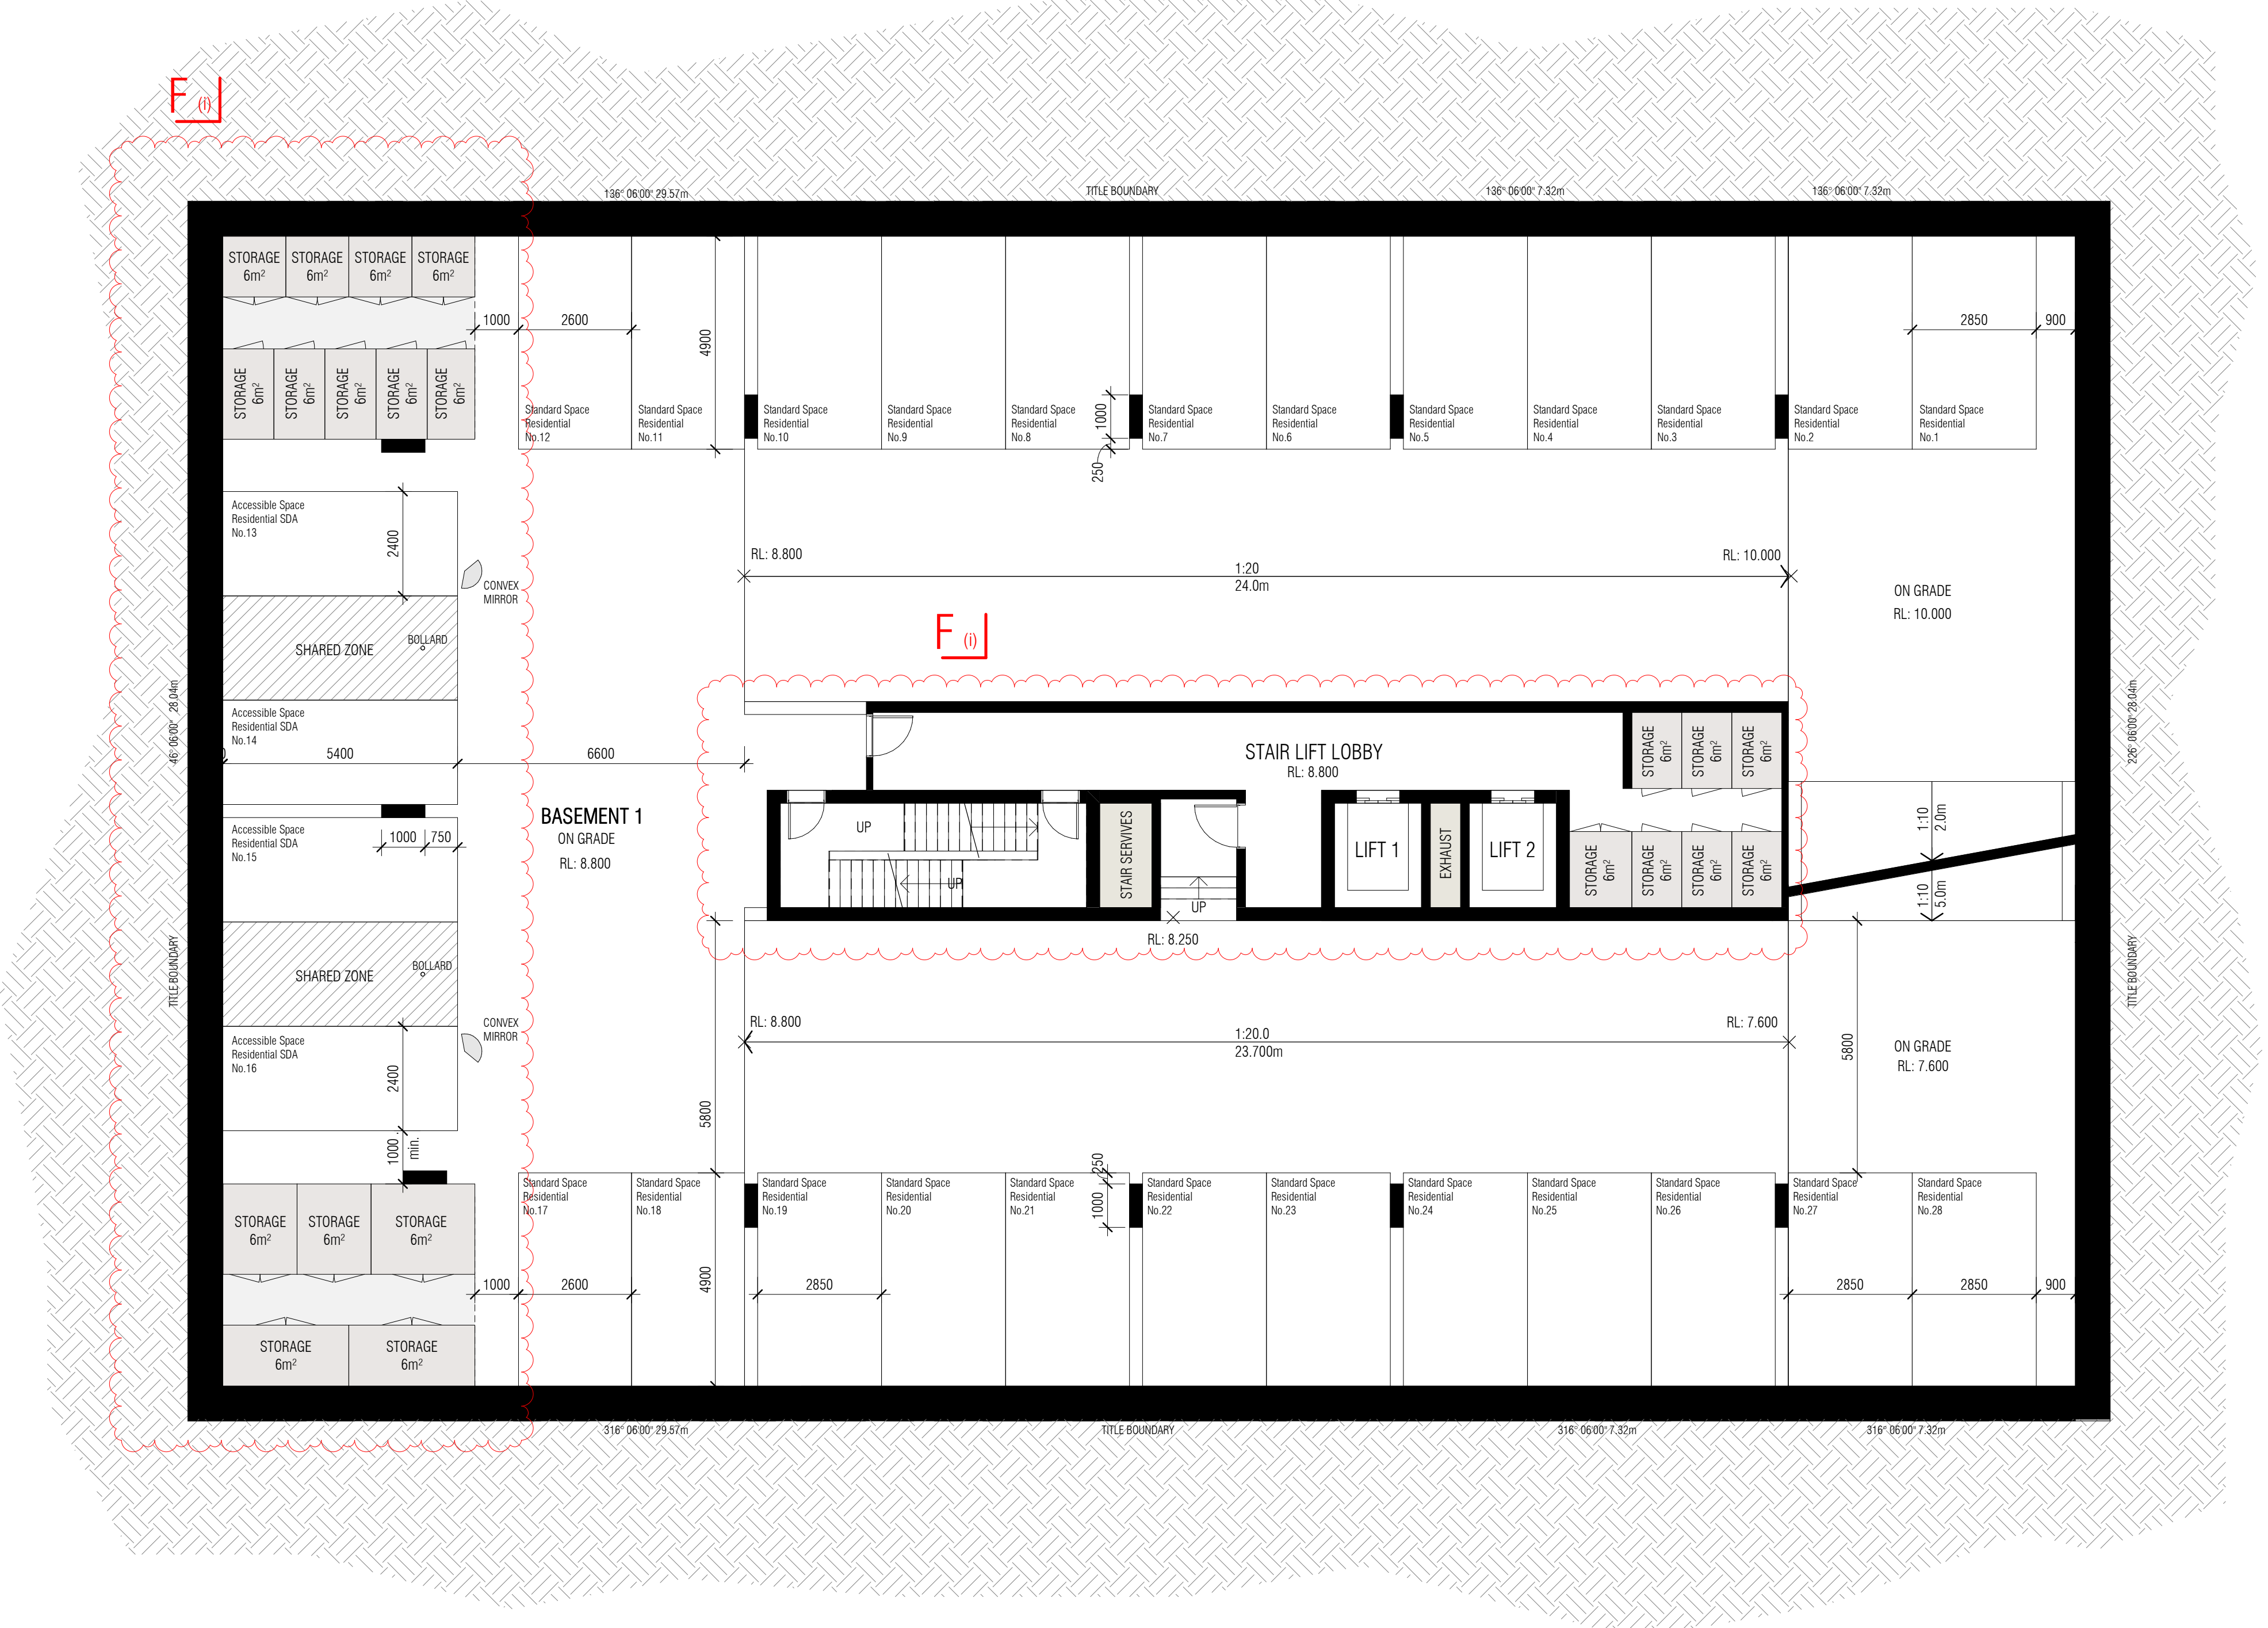 F (i)
136° 06'00" 29.57m
TITLE BOUNDARY
136° 06'00" 7.32m
136° 06'00" 7.32m
STORAGE
6m²
STORAGE
6m²
STORAGE
6m²
STORAGE
6m²
1000
2600
4900
2850
900
STORAGE
6m²
STORAGE
6m²
STORAGE
6m²
STORAGE
6m²
STORAGE
6m²
Standard Space
Residential
No.12
Standard Space
Residential
No.11
Standard Space
Residential
No.10
Standard Space
Residential
No.9
Standard Space
Residential
No.8
1000
250
Standard Space
Residential
No.7
Standard Space
Residential
No.6
Standard Space
Residential
No.5
Standard Space
Residential
No.4
Standard Space
Residential
No.3
Standard Space
Residential
No.2
Standard Space
Residential
No.1
Accessible Space
Residential SDA
No.13
2400
CONVEX
MIRROR
RL: 8.800
1:20
24.0m
RL: 10.000
ON GRADE
RL: 10.000
SHARED ZONE
BOLLARD
F (i)
46° 06'00" 28.04m
226° 06'00" 28.04m
Accessible Space
Residential SDA
No.14
5400
6600
STAIR LIFT LOBBY
RL: 8.800
STORAGE
6m²
STORAGE
6m²
STORAGE
6m²
BASEMENT 1
ON GRADE
RL: 8.800
1000
750
Accessible Space
Residential SDA
No.15
UP
UP
STAIR SERVIVES
UP
RL: 8.250
LIFT 1
EXHAUST
LIFT 2
STORAGE
6m²
STORAGE
6m²
STORAGE
6m²
STORAGE
6m²
1:10
2.0m
1:10
5.0m
SHARED ZONE
BOLLARD
TITLE BOUNDARY
TITLE BOUNDARY
CONVEX
MIRROR
RL: 8.800
1:20.0
23.700m
RL: 7.600
5800
ON GRADE
RL: 7.600
Accessible Space
Residential SDA
No.16
2400
1000
min.
5800
250
1000
Standard Space
Residential
No.17
Standard Space
Residential
No.18
Standard Space
Residential
No.19
Standard Space
Residential
No.20
Standard Space
Residential
No.21
Standard Space
Residential
No.22
Standard Space
Residential
No.23
Standard Space
Residential
No.24
Standard Space
Residential
No.25
Standard Space
Residential
No.26
Standard Space
Residential
No.27
Standard Space
Residential
No.28
STORAGE
6m²
STORAGE
6m²
STORAGE
6m²
1000
2600
4900
2850
2850
2850
900
STORAGE
6m²
STORAGE
6m²
316° 06'00" 29.57m
TITLE BOUNDARY
316° 06'00" 7.32m
316° 06'00" 7.32m